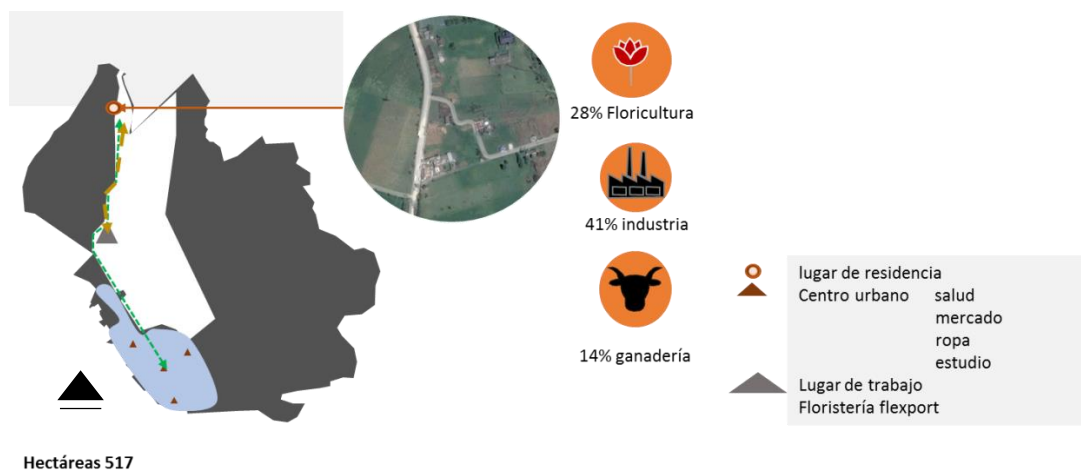 28% Floricultura
41% industria
14% ganadería
lugar de residencia
Centro urbano salud
mercado
ropa
estudio
Lugar de trabajo
Floristería flexport
Hectáreas 517